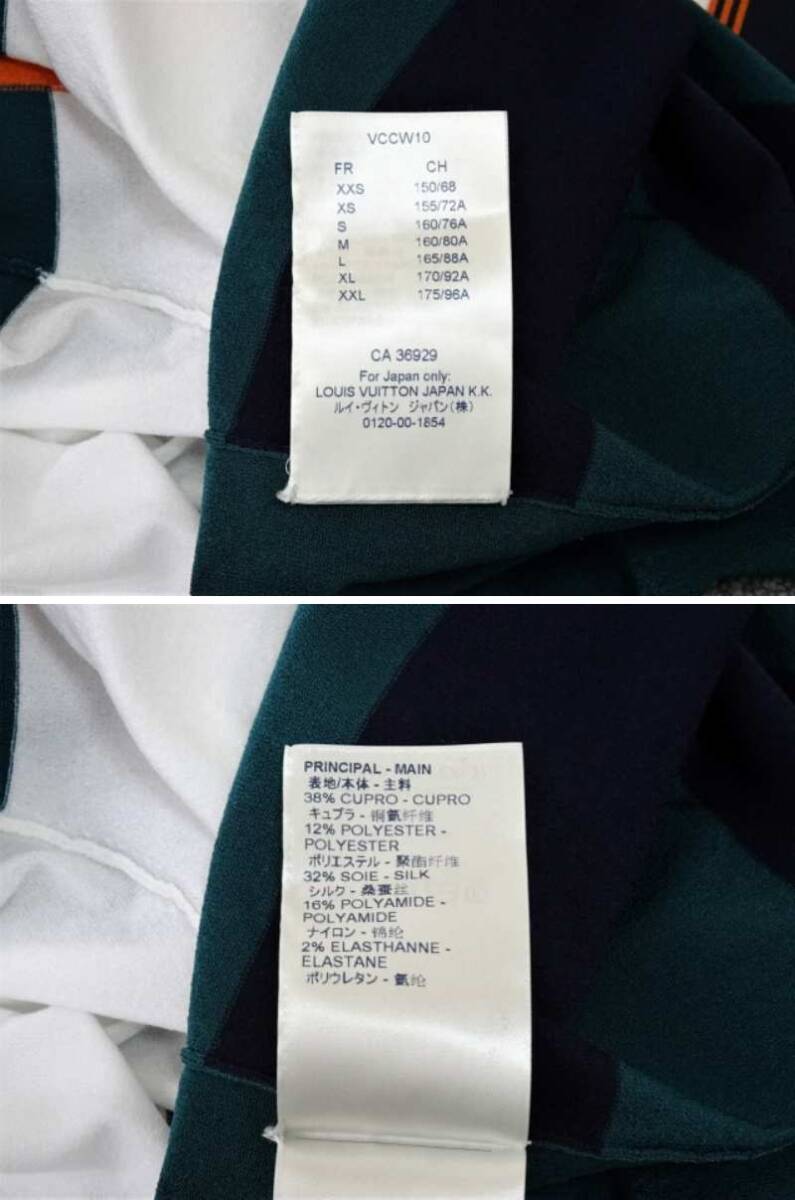 VCCW10
FR CH
XXS 150/68
XS 155/72A
S 160/76A
M 160/80A
L 165/88A
XL 170/92A
XXL 175/96A
CA 36929
For Japan only:
LOUIS VUITTON JAPAN K.K.
ルイ・ヴィトン ジャパン(株)
0120-00-1854
PRINCIPAL - MAIN
表地/本体 - 主料
38% CUPRO - CUPRO
キュプラ - 铜氨纤维
12% POLYESTER -
POLYESTER
ポリエステル - 聚酯纤维
32% SOIE - SILK
シルク - 桑蚕丝
16% POLYAMIDE -
POLYAMIDE
ナイロン - 锦纶
2% ELASTHANNE -
ELASTANE
ポリウレタン - 氨纶